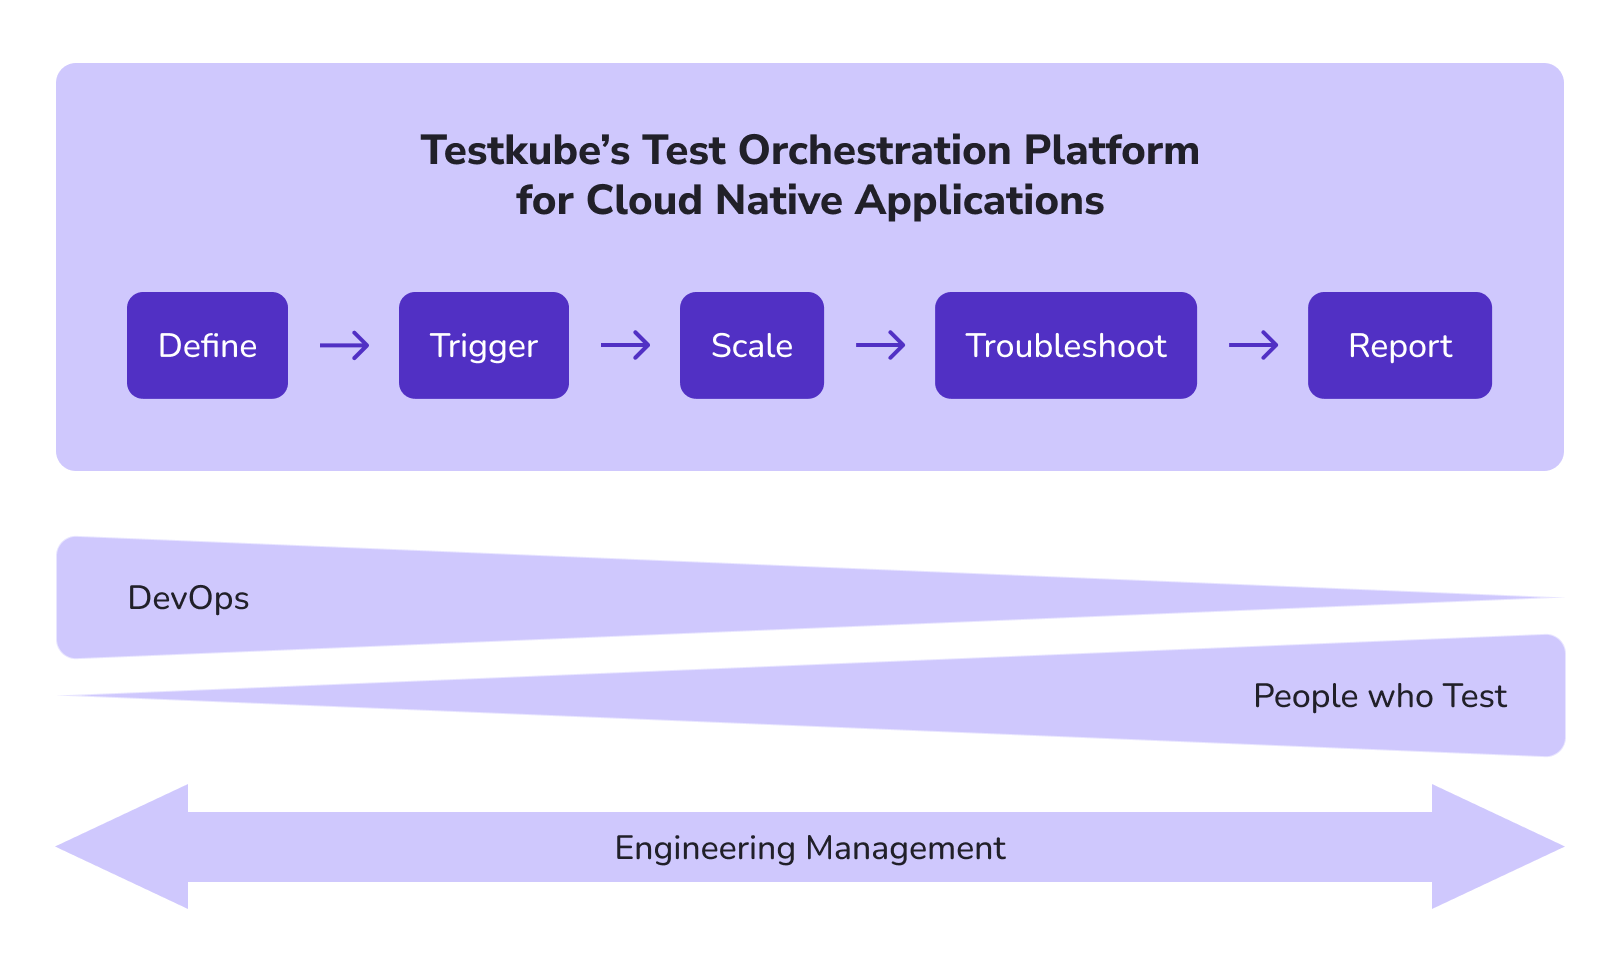 Testkube’s Test Orchestration Platform
for Cloud Native Applications
Define
Trigger
Scale
Troubleshoot
Report
DevOps
People who Test
Engineering Management